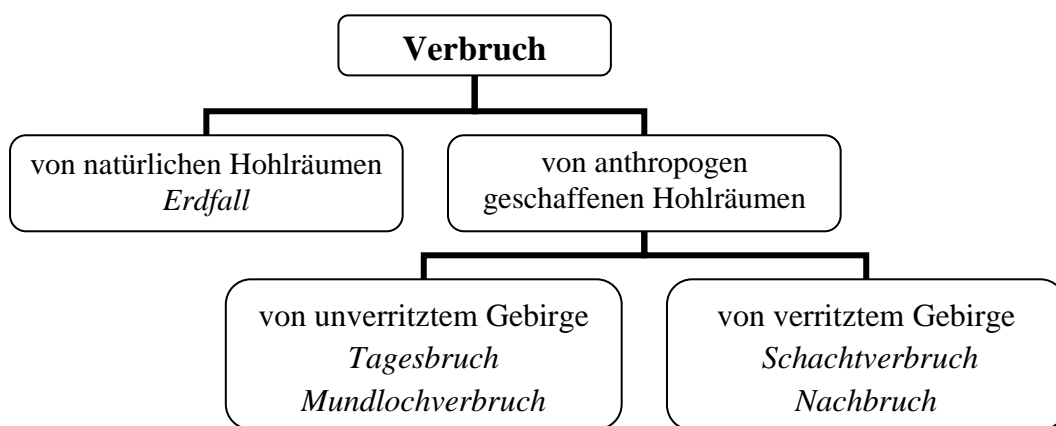 Verbruch
von natürlichen Hohlräumen
Erdfall
von anthropogen
geschaffenen Hohlräumen
von unverritztem Gebirge
Tagesbruch
Mundlochverbruch
von verritztem Gebirge
Schachtverbruch
Nachbruch